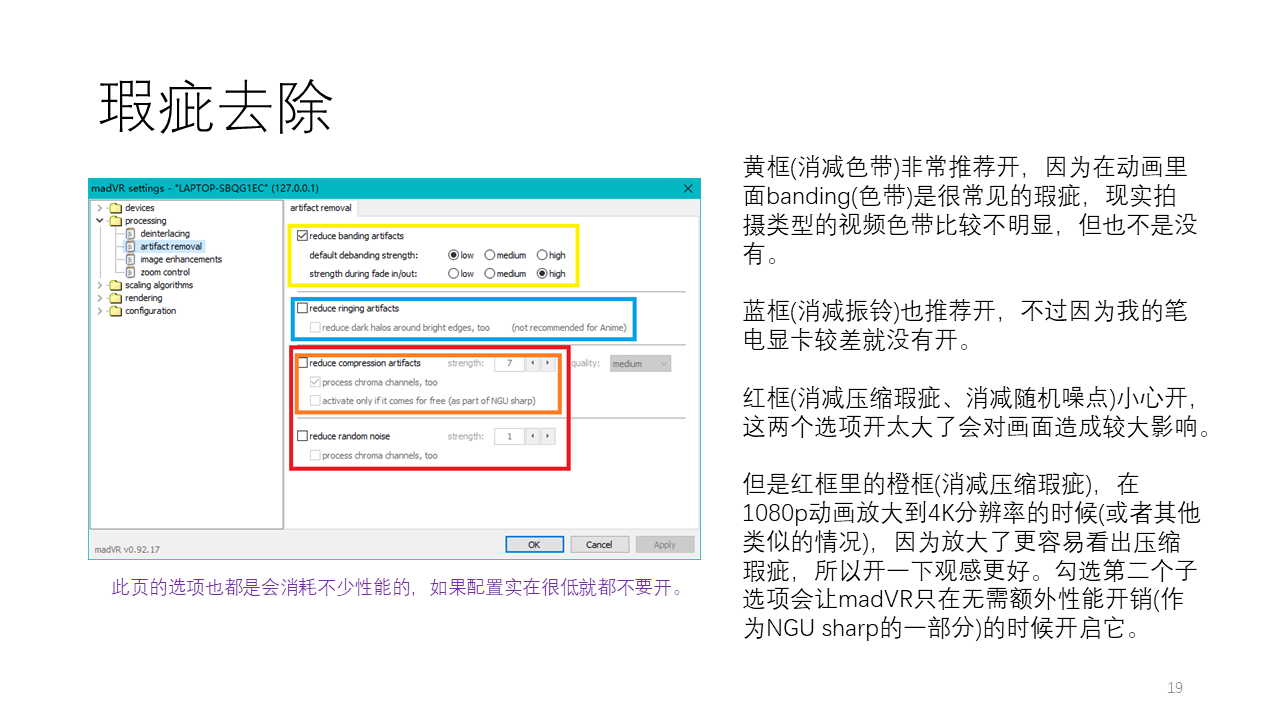 瑕疵去除
madVR settings - "LAPTOP-SBQG1EC" (127.0.0.1)
devices
processing
deinterlacing
artifact removal
image enhancements
zoom control
scaling algorithms
rendering
configuration
artifact removal
reduce banding artifacts
default debanding strength: low medium high
strength during fade in/out: low medium high
reduce ringing artifacts
reduce dark halos around bright edges, too (not recommended for Anime)
reduce compression artifacts strength: 7 quality: medium
process chroma channels, too
activate only if it comes for free (as part of NGU sharp)
reduce random noise strength: 1
process chroma channels, too
madVR v0.92.17
OK Cancel Apply
此页的选项也都是会消耗不少性能的，如果配置实在很低就都不要开。
黄框(消减色带)非常推荐开，因为在动画里
面banding(色带)是很常见的瑕疵，现实拍
摄类型的视频色带比较不明显，但也不是没
有。
蓝框(消减振铃)也推荐开，不过因为我的笔
电显卡较差就没有开。
红框(消减压缩瑕疵、消减随机噪点)小心开，
这两个选项开太大了会对画面造成较大影响。
但是红框里的橙框(消减压缩瑕疵)，在
1080p动画放大到4K分辨率的时候(或者其他
类似的情况)，因为放大了更容易看出压缩
瑕疵，所以开一下观感更好。勾选第二个子
选项会让madVR只在无需额外性能开销(作
为NGU sharp的一部分)的时候开启它。
19